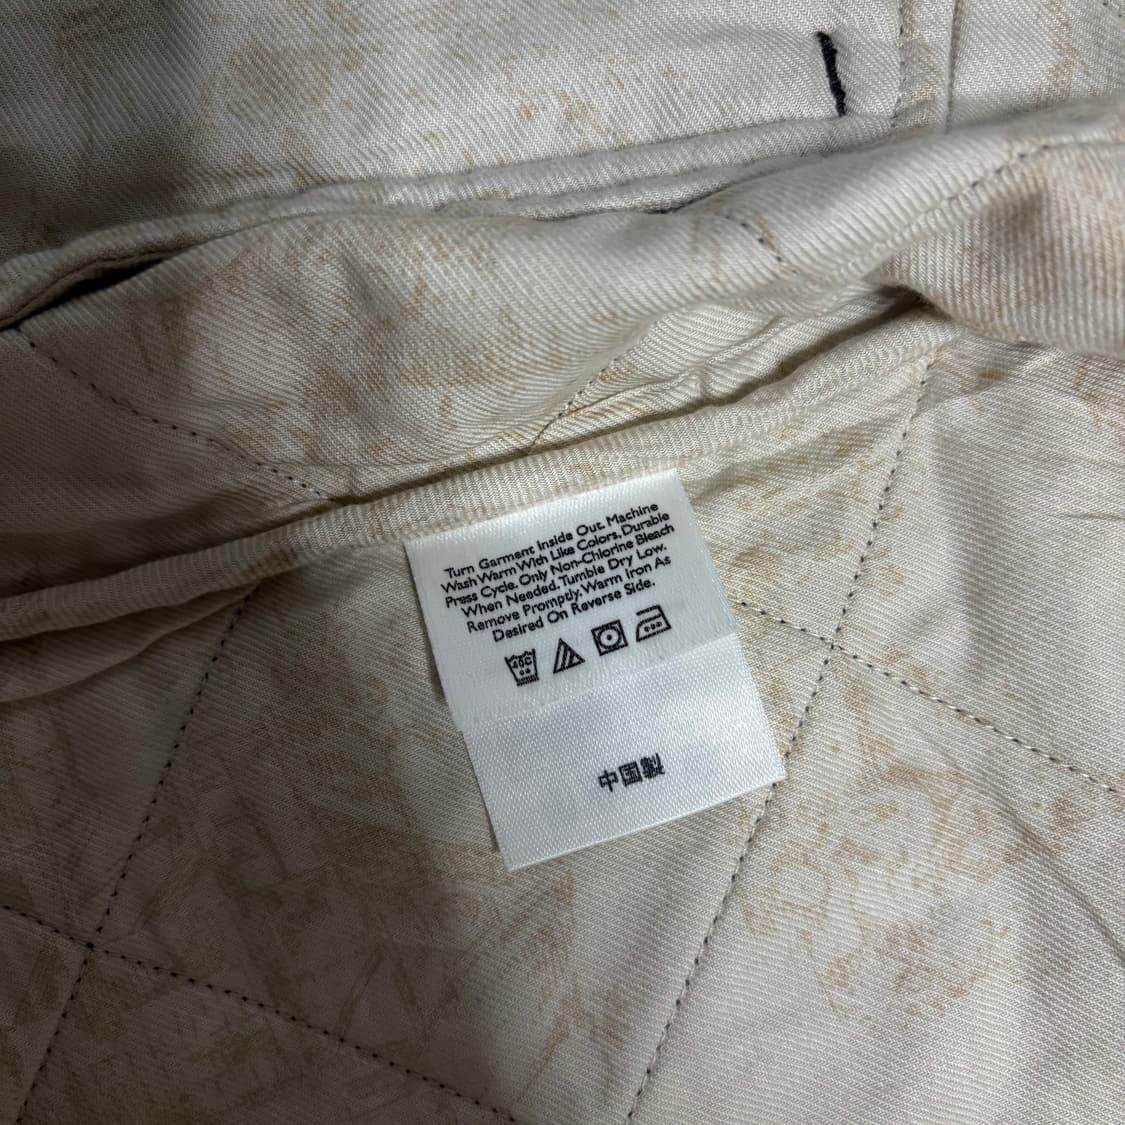 Turn Garment Inside Out. Machine
Wash Warm With Like Colors, Durable
Press Cycle. Only Non-Chlorine Bleach
When Needed. Tumble Dry Low.
Remove Promptly. Warm Iron As
Desired On Reverse Side.
40C
中国製